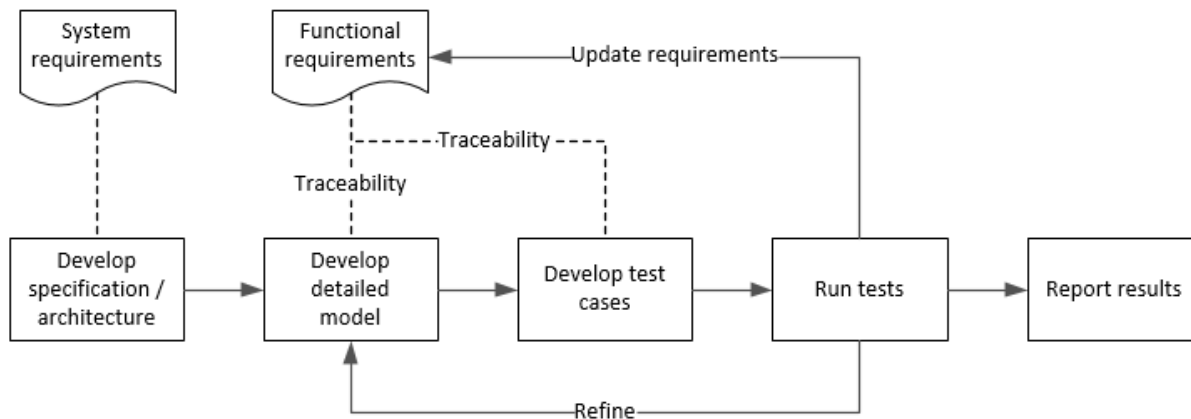 System
requirements
Functional
requirements
Update requirements
Traceability
Traceability
Develop
specification /
architecture
Develop
detailed
model
Develop test
cases
Run tests
Report results
Refine